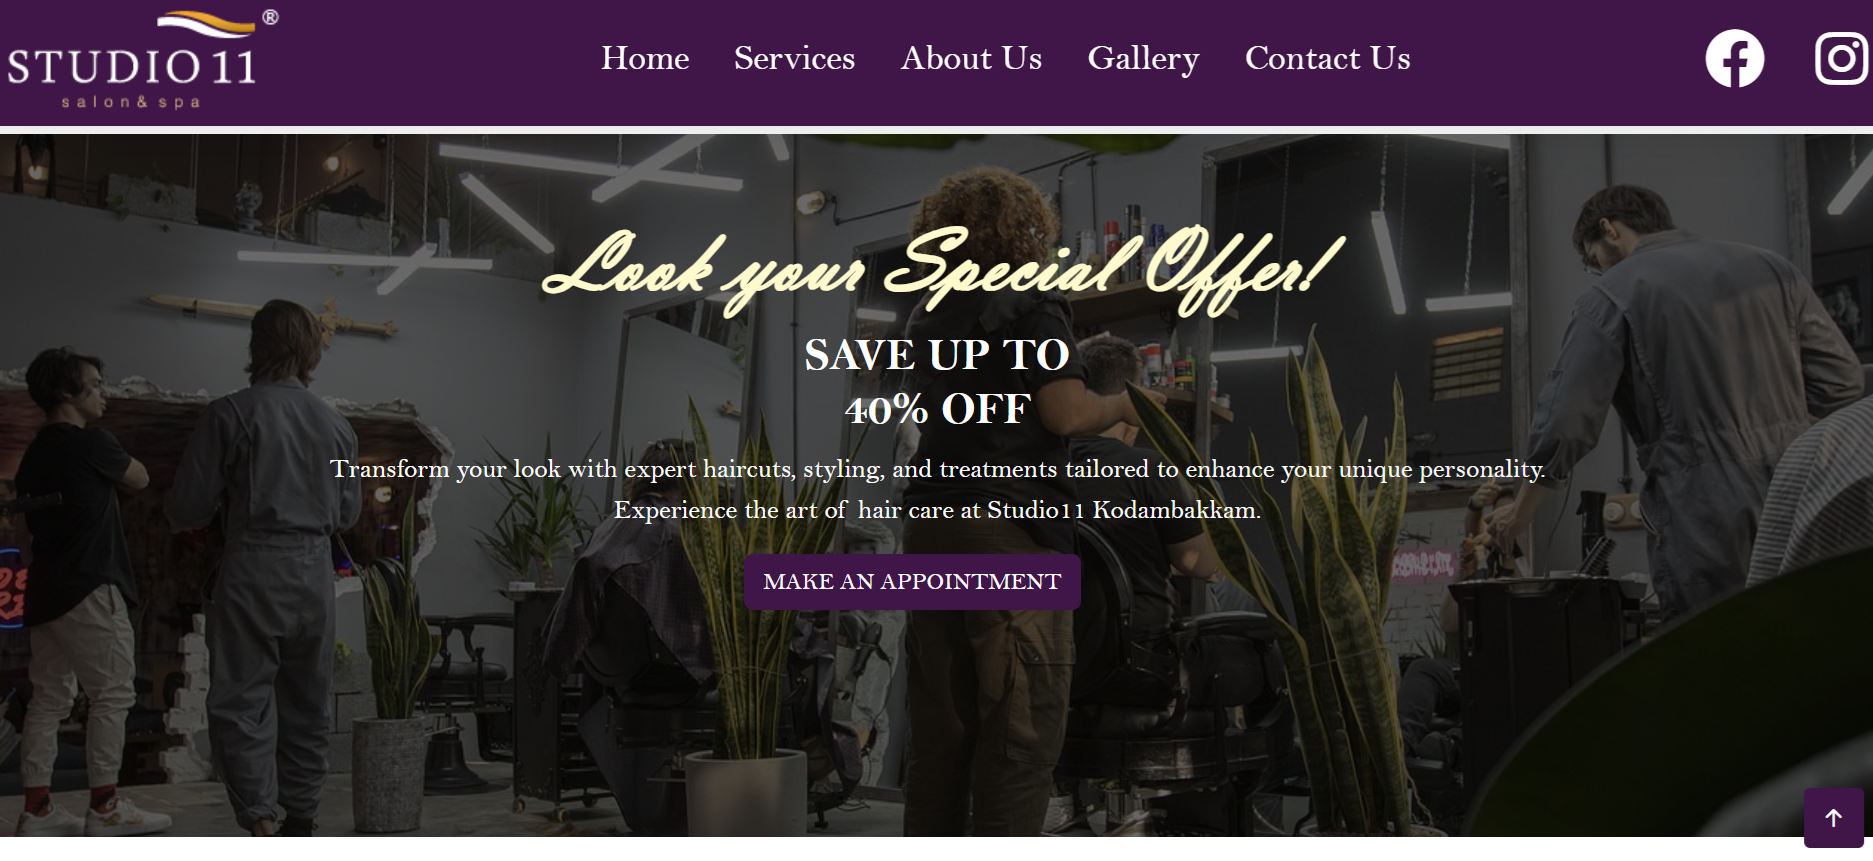 ®
STUDIO11
salon & spa
Home Services About Us Gallery Contact Us
Look your Special Offer!
SAVE UP TO
40% OFF
Transform your look with expert haircuts, styling, and treatments tailored to enhance your unique personality.
Experience the art of hair care at Studio11 Kodambakkam.
MAKE AN APPOINTMENT